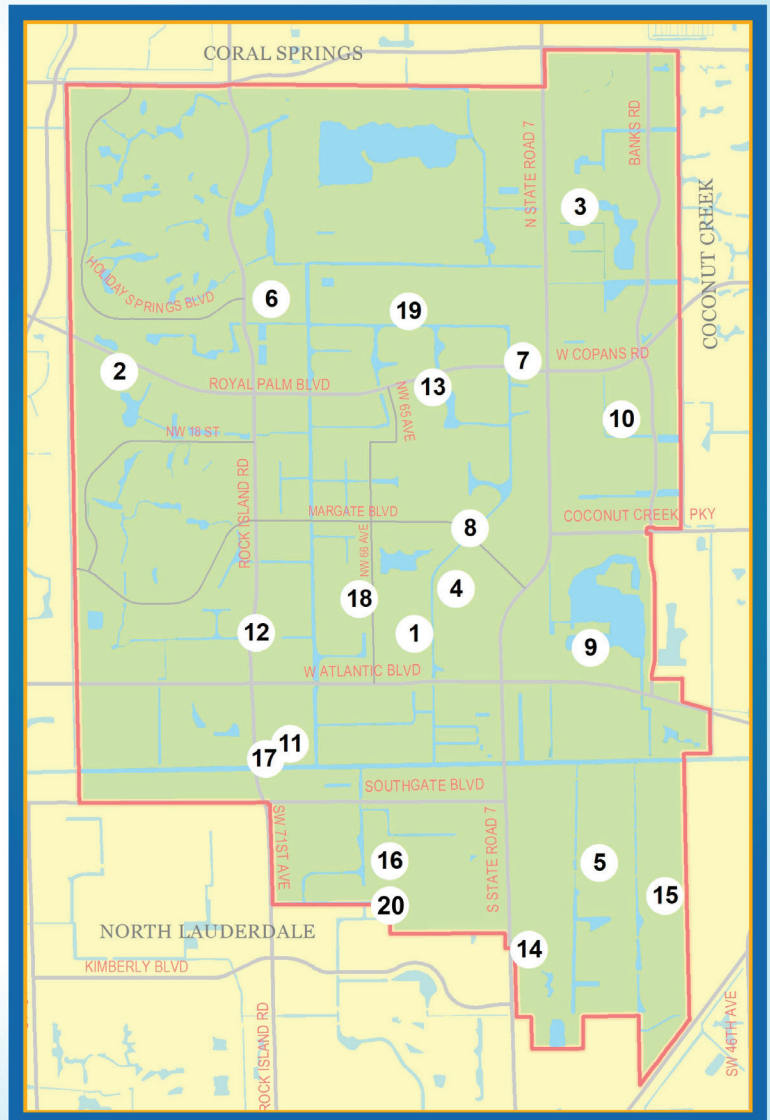 CORAL SPRINGS
N STATE ROAD 7
BANKS RD
3
COCONUT CREEK
HOLIDAY SPRINGS BLVD
6
19
7
W COPANS RD
2
ROYAL PALM BLVD
13
NW 65 AVE
10
NW 18 ST
ROCK ISLAND RD
MARGATE BLVD
8
COCONUT CREEK PKY
NW 66 AVE
4
18
12
1
9
W ATLANTIC BLVD
11
17
SOUTHGATE BLVD
SW 71ST AVE
S STATE ROAD 7
16
5
15
20
NORTH LAUDERDALE
14
KIMBERLY BLVD
ROCK ISLAND RD
SW 46TH AVE